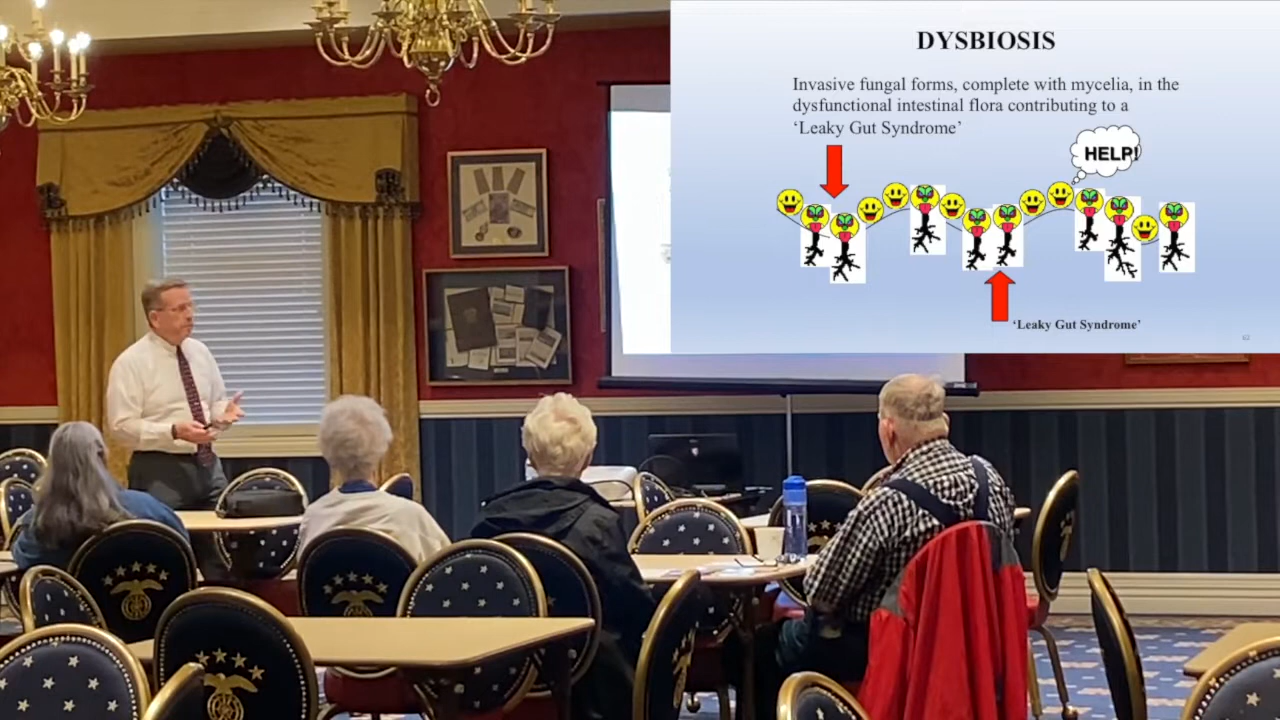 DYSBIOSIS
Invasive fungal forms, complete with mycelia, in the
dysfunctional intestinal flora contributing to a
‘Leaky Gut Syndrome’
HELP!
‘Leaky Gut Syndrome’